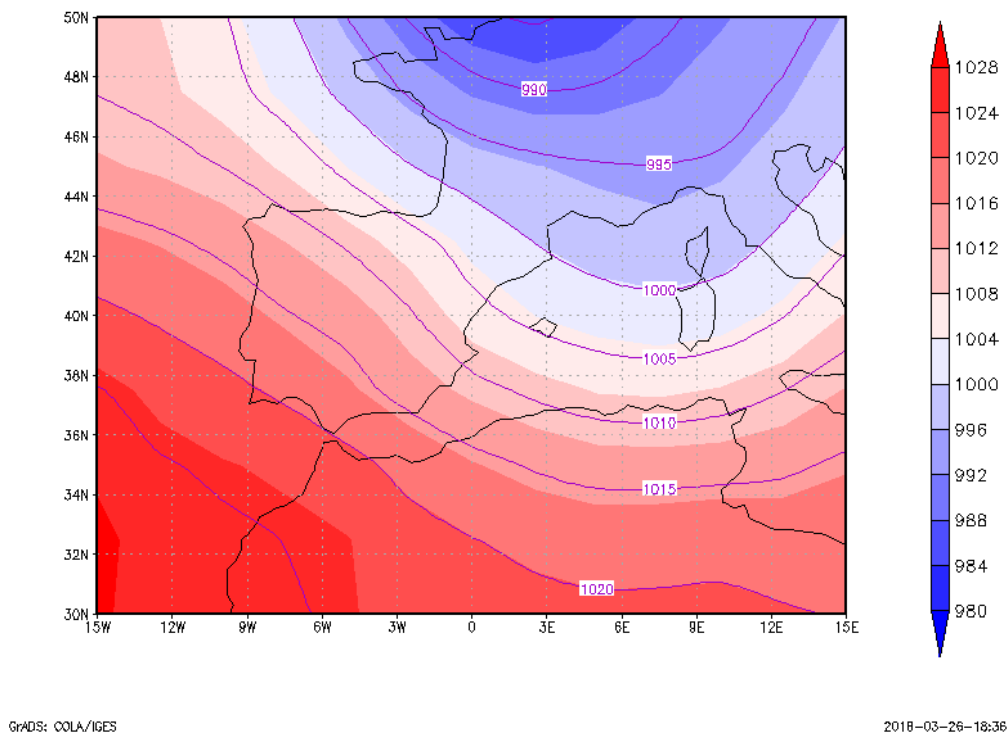 50N
48N
46N
44N
42N
40N
38N
36N
34N
32N
30N
15W 12W 9W 6W 3W 0 3E 6E 9E 12E 15E
990
995
1000
1005
1010
1015
1020
1028
1024
1020
1016
1012
1008
1004
1000
996
992
988
984
980
GrADS: COLA/IGES 2018-03-26-18:36